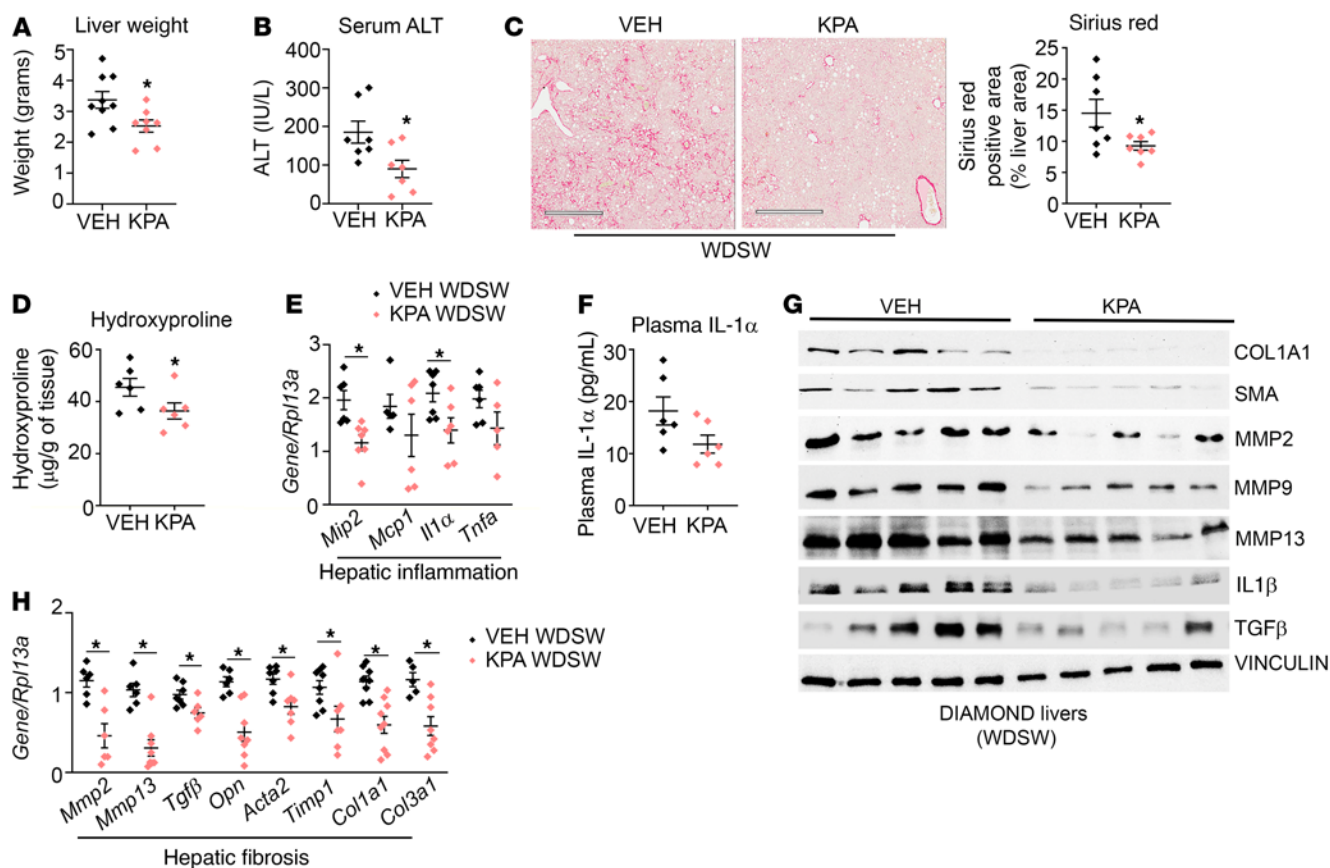 A
Liver weight
Weight (grams)
5
4
3
2
1
0
*
VEH KPA
B
Serum ALT
ALT (IU/L)
400
300
200
100
0
*
VEH KPA
C
VEH
KPA
WDSW
Sirius red
Sirius red
positive area
(% liver area)
25
20
15
10
5
0
*
VEH KPA
D
Hydroxyproline
Hydroxyproline
(μg/g of tissue)
60
40
20
0
*
VEH KPA
E
VEH WDSW
KPA WDSW
Gene/Rpl13a
3
2
1
0
* *
Mip2
Mcp1
Il1α
Tnfa
Hepatic inflammation
F
Plasma IL-1α
Plasma IL-1α (pg/mL)
30
20
10
0
VEH KPA
G
VEH
KPA
COL1A1
SMA
MMP2
MMP9
MMP13
IL1β
TGFβ
VINCULIN
DIAMOND livers
(WDSW)
H
VEH WDSW
KPA WDSW
Gene/Rpl13a
2
1
0
* * * * * * * *
Mmp2
Mmp13
Tgfβ
Opn
Acta2
Timp1
Col1a1
Col3a1
Hepatic fibrosis